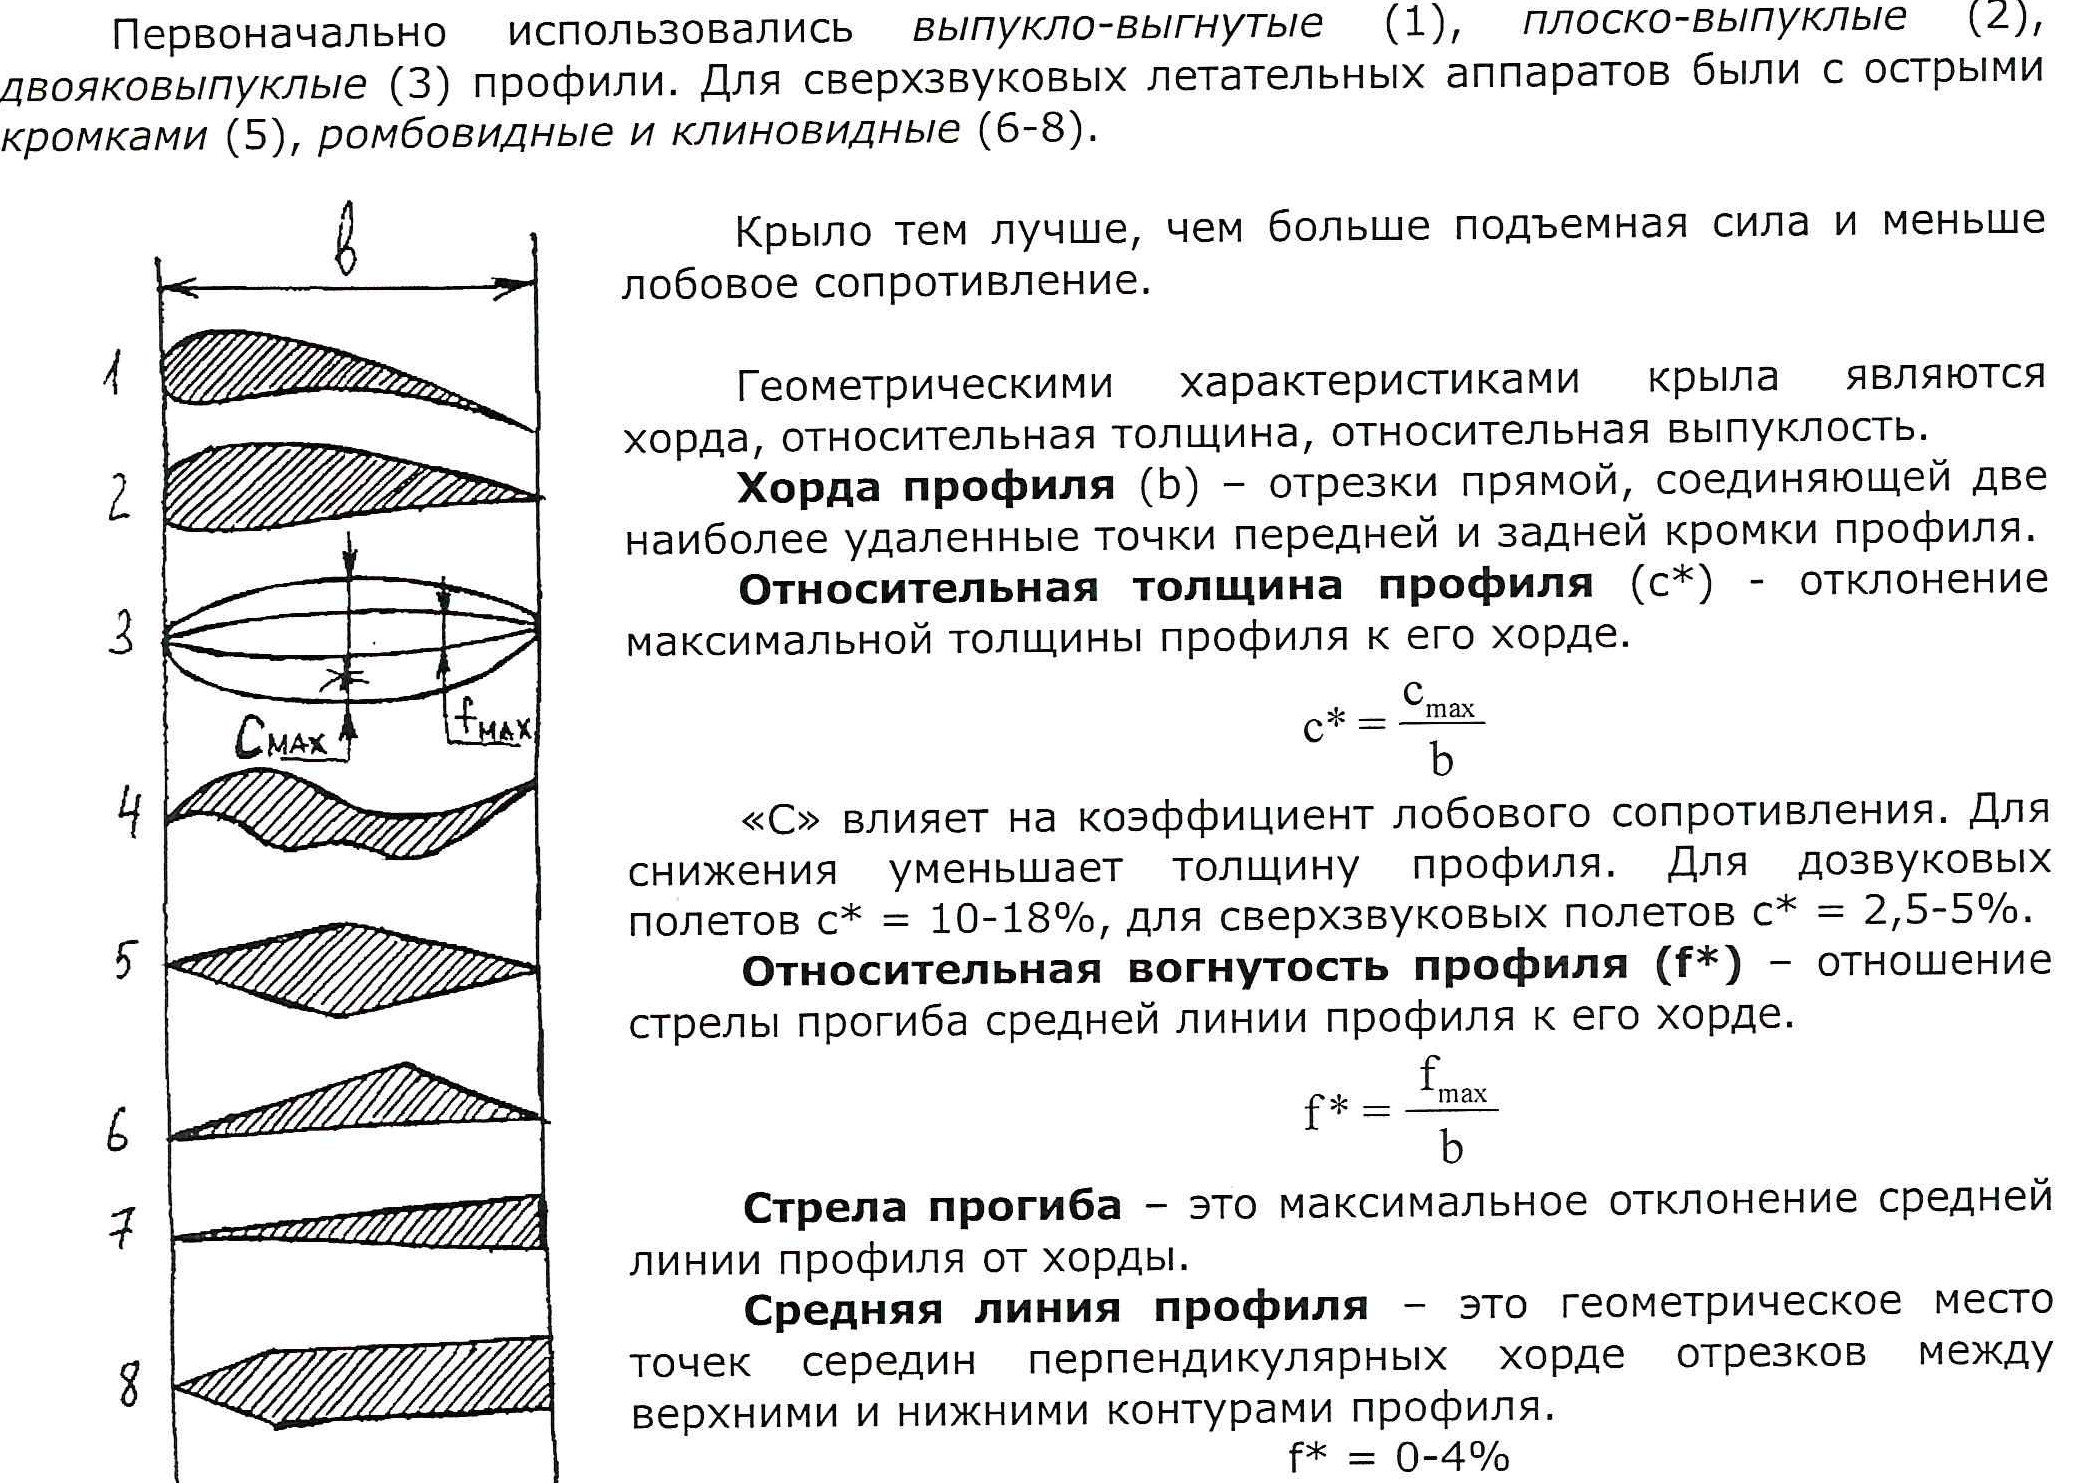 Первоначально использовались выпукло-выгнутые (1), плоско-выпуклые (2),
двояковыпуклые (3) профили. Для сверхзвуковых летательных аппаратов были с острыми
кромками (5), ромбовидные и клиновидные (6-8).
Крыло тем лучше, чем больше подъемная сила и меньше
лобовое сопротивление.
Геометрическими характеристиками крыла являются
хорда, относительная толщина, относительная выпуклость.
Хорда профиля (b) – отрезки прямой, соединяющей две
наиболее удаленные точки передней и задней кромки профиля.
Относительная толщина профиля (с*) - отклонение
максимальной толщины профиля к его хорде.
c* = c max / b
«С» влияет на коэффициент лобового сопротивления. Для
снижения уменьшает толщину профиля. Для дозвуковых
полетов с* = 10-18%, для сверхзвуковых полетов с* = 2,5-5%.
Относительная вогнутость профиля (f*) – отношение
стрелы прогиба средней линии профиля к его хорде.
f* = f max / b
Стрела прогиба – это максимальное отклонение средней
линии профиля от хорды.
Средняя линия профиля – это геометрическое место
точек середин перпендикулярных хорде отрезков между
верхними и нижними контурами профиля.
f* = 0-4%
в
1
2
3
Cмах
fмах
4
5
6
7
8